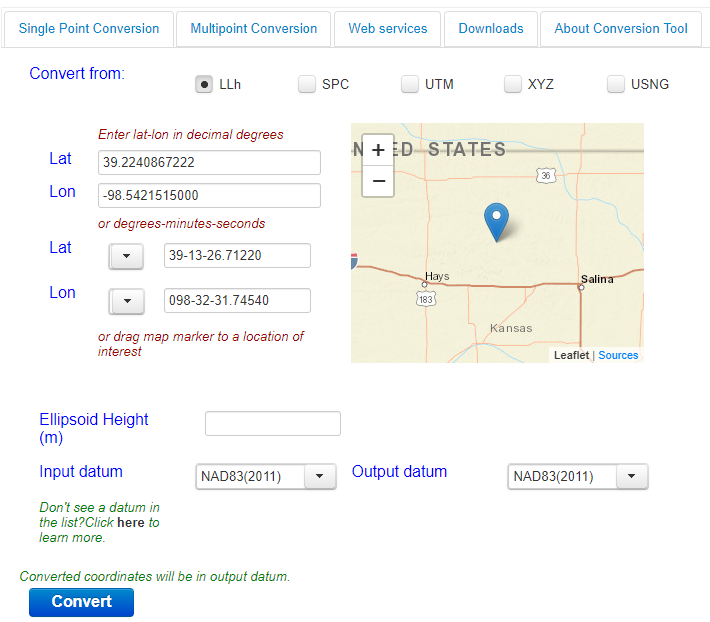 Single Point Conversion
Multipoint Conversion
Web services
Downloads
About Conversion Tool
Convert from:
LLh
SPC
UTM
XYZ
USNG
Enter lat-lon in decimal degrees
Lat
39.2240867222
Lon
-98.5421515000
or degrees-minutes-seconds
Lat
39-13-26.71220
Lon
098-32-31.74540
or drag map marker to a location of
interest
+
−
N ED STATES
36
Hays
183
Salina
Kansas
Leaflet | Sources
Ellipsoid Height
(m)
Input datum
NAD83(2011)
Output datum
NAD83(2011)
Don't see a datum in
the list?Click here to
learn more.
Converted coordinates will be in output datum.
Convert